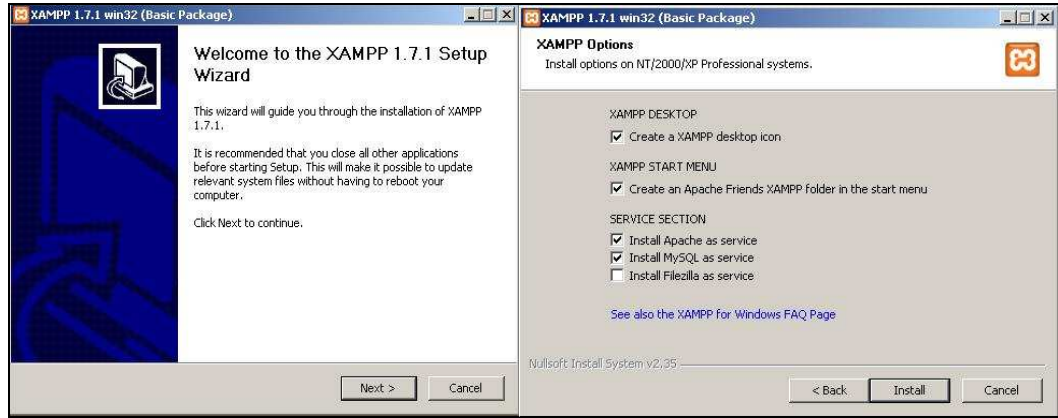 XAMPP 1.7.1 win32 (Basic Package)
Welcome to the XAMPP 1.7.1 Setup
Wizard
This wizard will guide you through the installation of XAMPP
1.7.1.
It is recommended that you close all other applications
before starting Setup. This will make it possible to update
relevant system files without having to reboot your
computer.
Click Next to continue.
Next >
Cancel
XAMPP 1.7.1 win32 (Basic Package)
XAMPP Options
Install options on NT/2000/XP Professional systems.
XAMPP DESKTOP
Create a XAMPP desktop icon
XAMPP START MENU
Create an Apache Friends XAMPP folder in the start menu
SERVICE SECTION
Install Apache as service
Install MySQL as service
Install Filezilla as service
See also the XAMPP for Windows FAQ Page
Nullsoft Install System v2.35
< Back
Install
Cancel